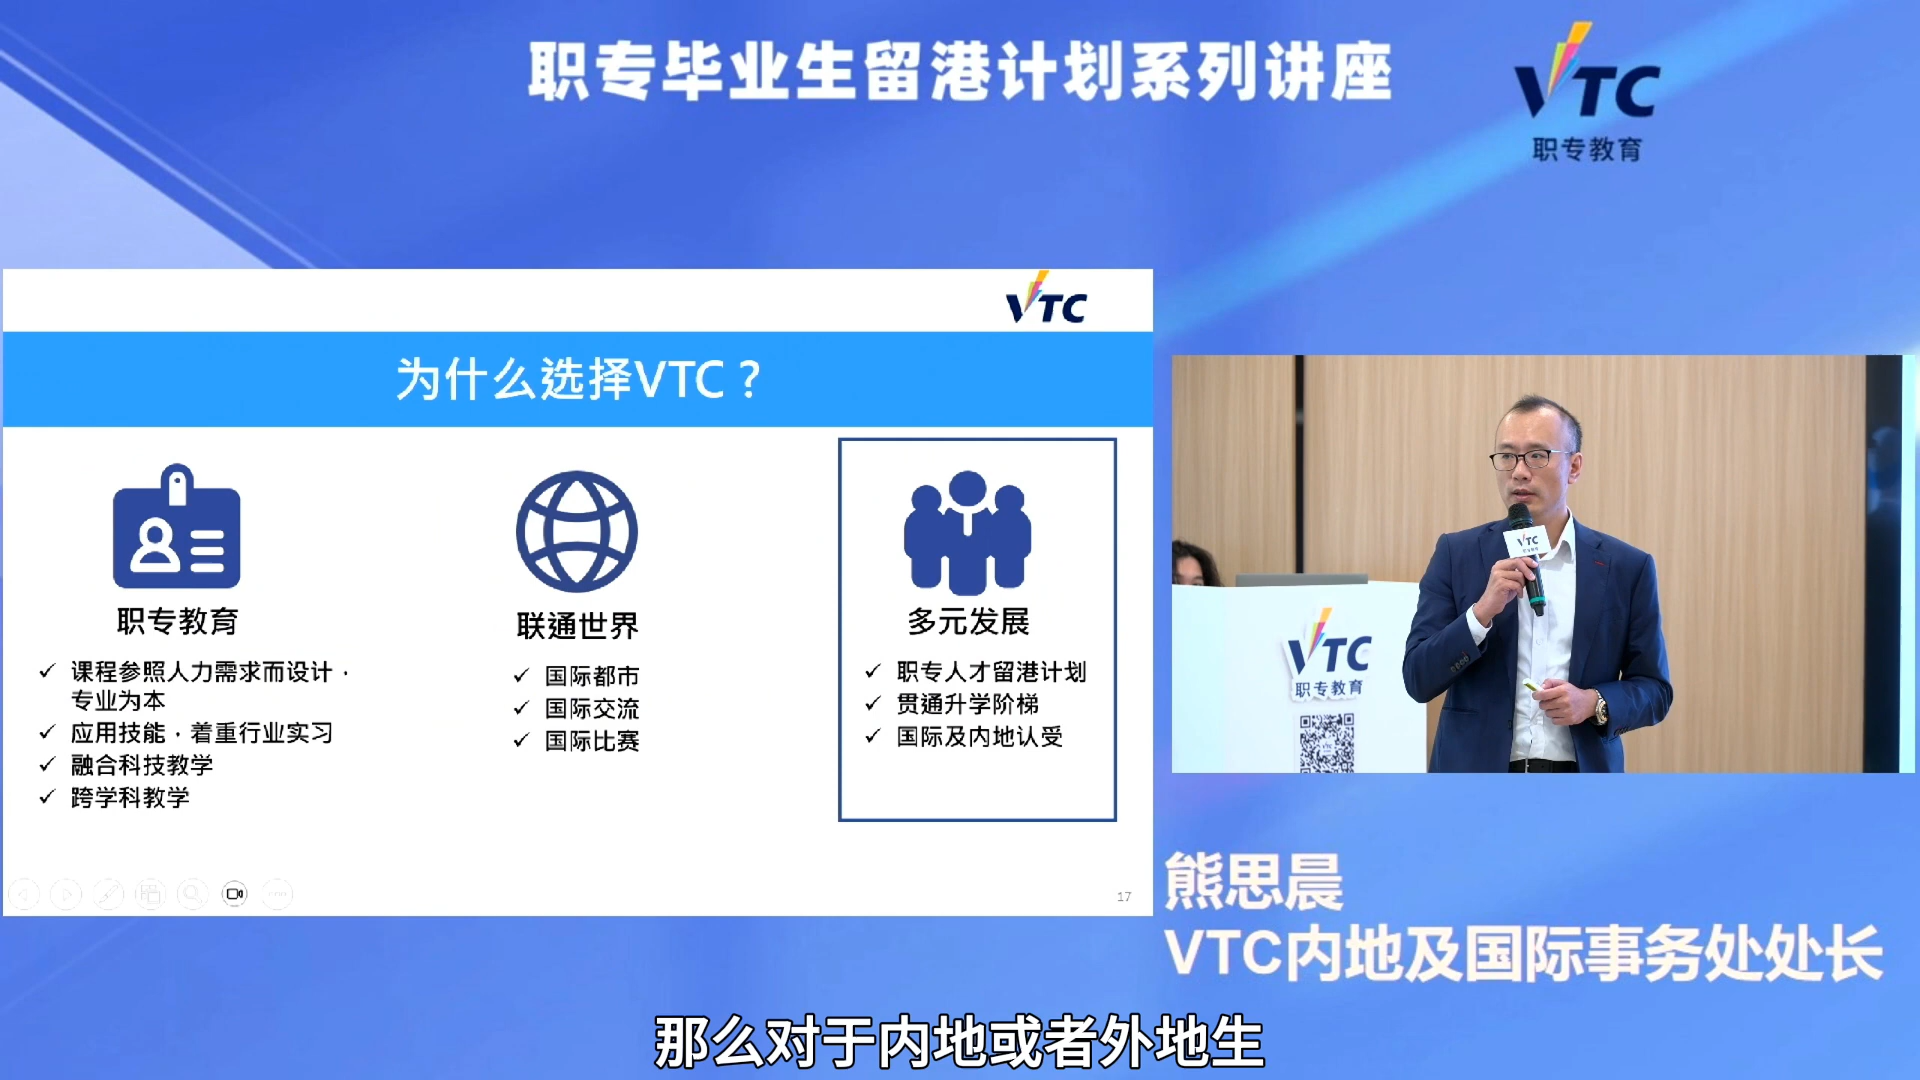 职专毕业生留港计划系列讲座
VTC
职专教育
VTC
为什么选择VTC？
职专教育
✓ 课程参照人力需求而设计，
专业为本
✓ 应用技能，着重行业实习
✓ 融合科技教学
✓ 跨学科教学
联通世界
✓ 国际都市
✓ 国际交流
✓ 国际比赛
多元发展
✓ 职专人才留港计划
✓ 贯通升学阶梯
✓ 国际及内地认受
17
VTC
VTC
职专教育
熊思晨
VTC内地及国际事务处处长
那么对于内地或者外地生